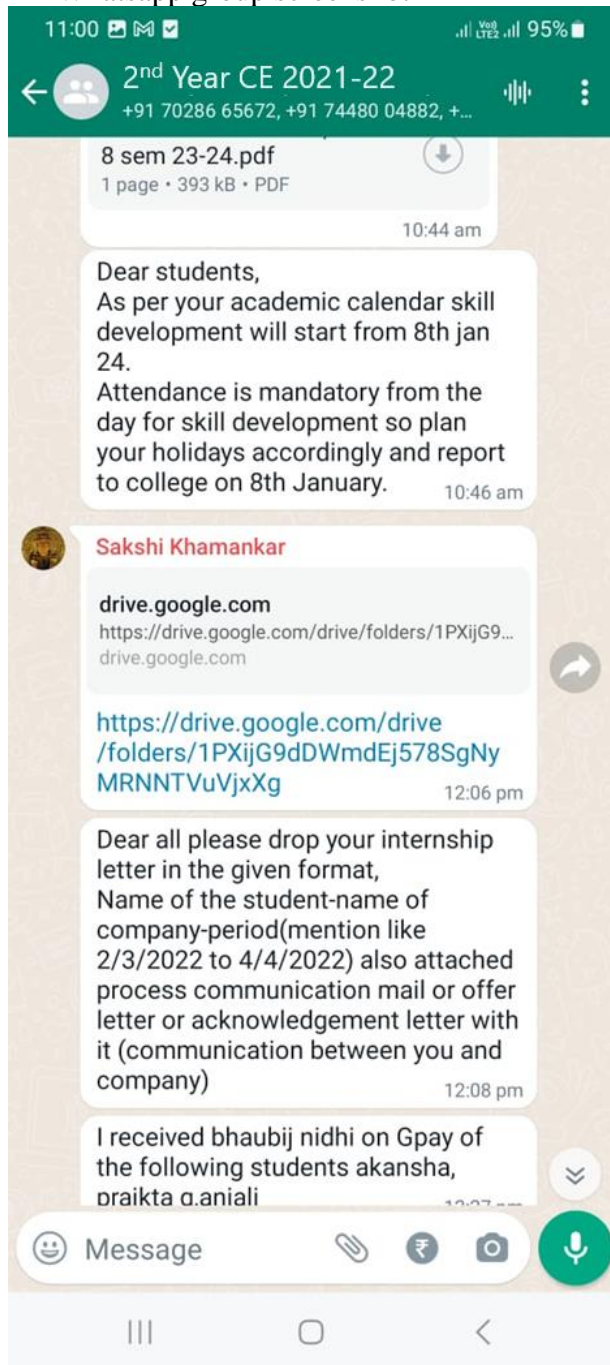 11:00
95%
2nd Year CE 2021-22
+91 70286 65672, +91 74480 04882, +...
8 sem 23-24.pdf
1 page • 393 kB • PDF
10:44 am
Dear students,
As per your academic calendar skill
development will start from 8th jan
24.
Attendance is mandatory from the
day for skill development so plan
your holidays accordingly and report
to college on 8th January.
10:46 am
Sakshi Khamankar
drive.google.com
https://drive.google.com/drive/folders/1PXijG9...
drive.google.com
https://drive.google.com/drive
/folders/1PXijG9dDWmdEj578SgNy
MRNNTVuVjxXg
12:06 pm
Dear all please drop your internship
letter in the given format,
Name of the student-name of
company-period(mention like
2/3/2022 to 4/4/2022) also attached
process communication mail or offer
letter or acknowledgement letter with
it (communication between you and
company)
12:08 pm
I received bhaubij nidhi on Gpay of
the following students akansha,
Message